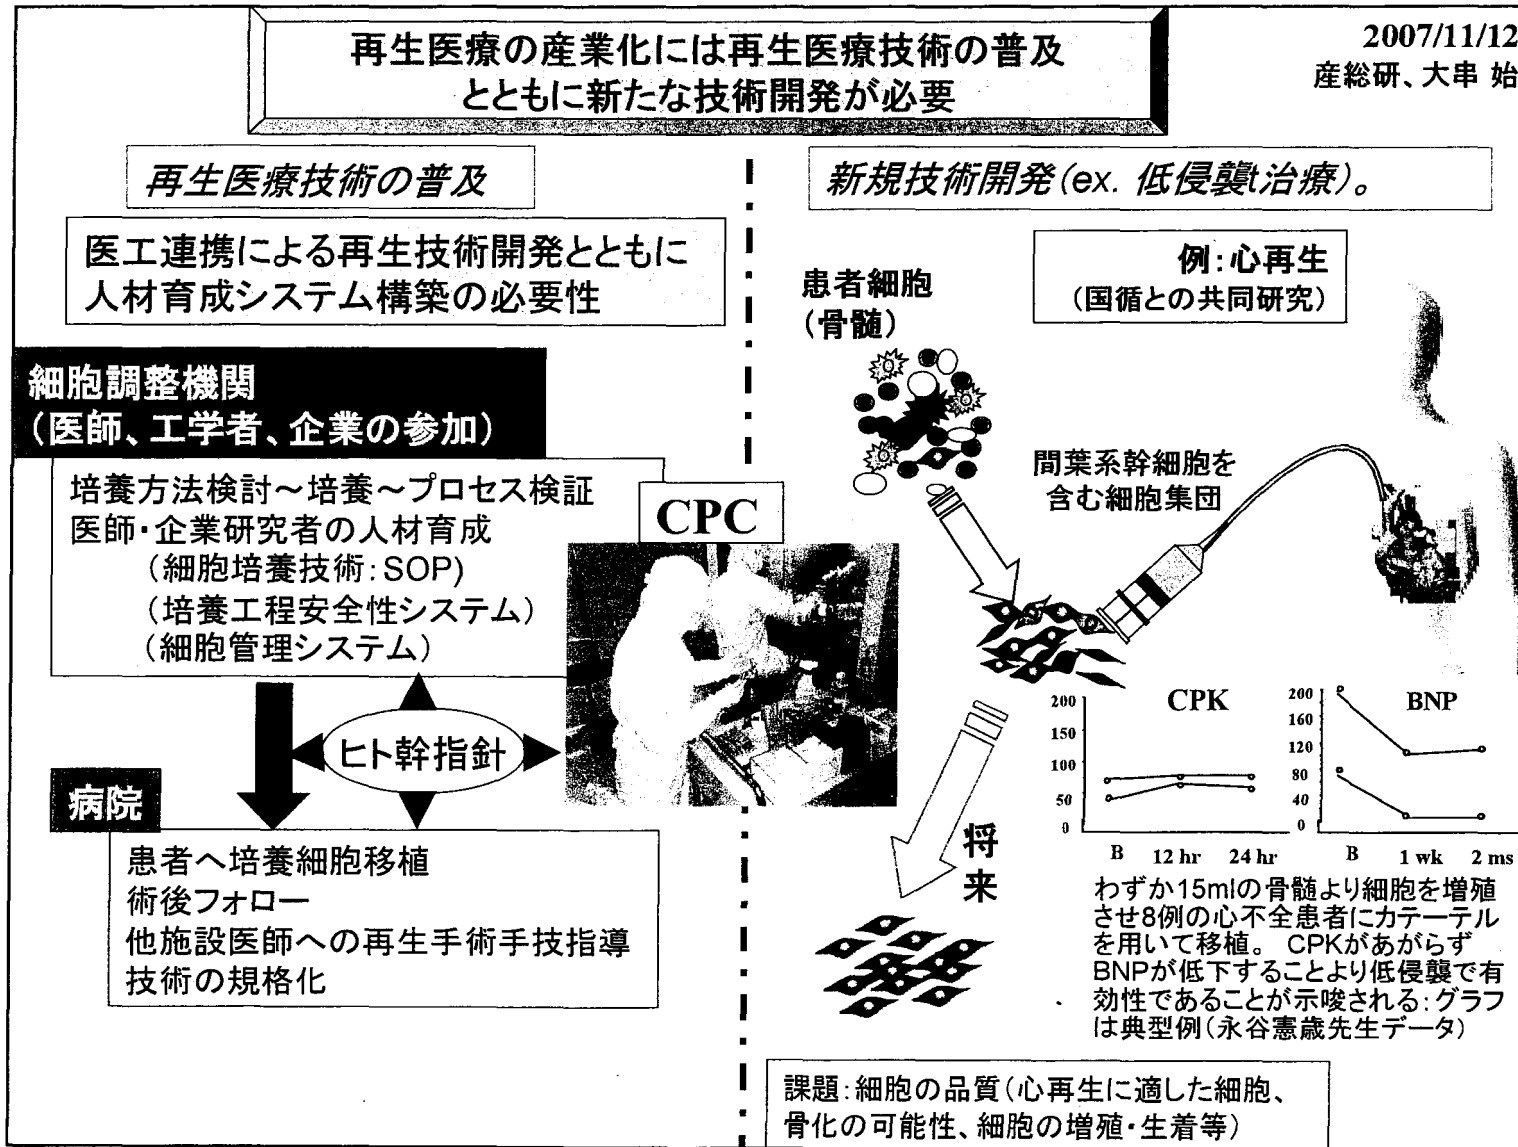 再生医療の産業化には再生医療技術の普及
とともに新たな技術開発が必要
2007/11/12
産総研、大串 始
再生医療技術の普及
医工連携による再生技術開発とともに
人材育成システム構築の必要性
細胞調整機関
（医師、工学者、企業の参加）
培養方法検討～培養～プロセス検証
医師・企業研究者の人材育成
（細胞培養技術：SOP)
（培養工程安全性システム）
（細胞管理システム）
CPC
ヒト幹指針
病院
患者へ培養細胞移植
術後フォロー
他施設医師への再生手術手技指導
技術の規格化
新規技術開発（ex. 低侵襲t治療）。
例：心再生
（国循との共同研究）
患者細胞
（骨髄）
間葉系幹細胞を
含む細胞集団
将来
CPK
200
150
100
50
0
B 12 hr 24 hr
BNP
200
160
120
80
40
0
B 1 wk 2 ms
わずか15mlの骨髄より細胞を増殖
させ8例の心不全患者にカテーテル
を用いて移植。 CPKがあがらず
BNPが低下することより低侵襲で有
効性であることが示唆される：グラフ
は典型例（永谷憲歳先生データ）
課題：細胞の品質（心再生に適した細胞、
骨化の可能性、細胞の増殖・生着等）